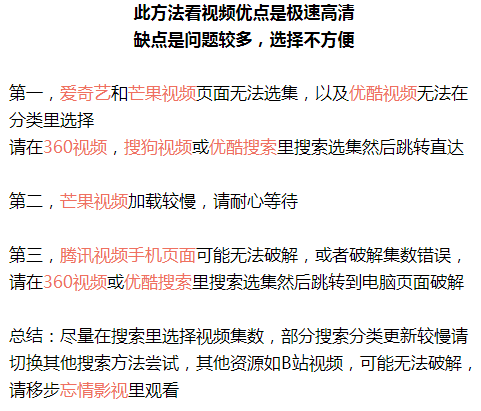 此方法看视频优点是极速高清
缺点是问题较多，选择不方便
第一，爱奇艺和芒果视频页面无法选集，以及优酷视频无法在
分类里选择
请在360视频，搜狗视频或优酷搜索里搜索选集然后跳转直达
第二，芒果视频加载较慢，请耐心等待
第三，腾讯视频手机页面可能无法破解，或者破解集数错误，
请在360视频或优酷搜索里搜索选集然后跳转到电脑页面破解
总结：尽量在搜索里选择视频集数，部分搜索分类更新较慢请
切换其他搜索方法尝试，其他资源如B站视频，可能无法破解，
请移步忘情影视里观看